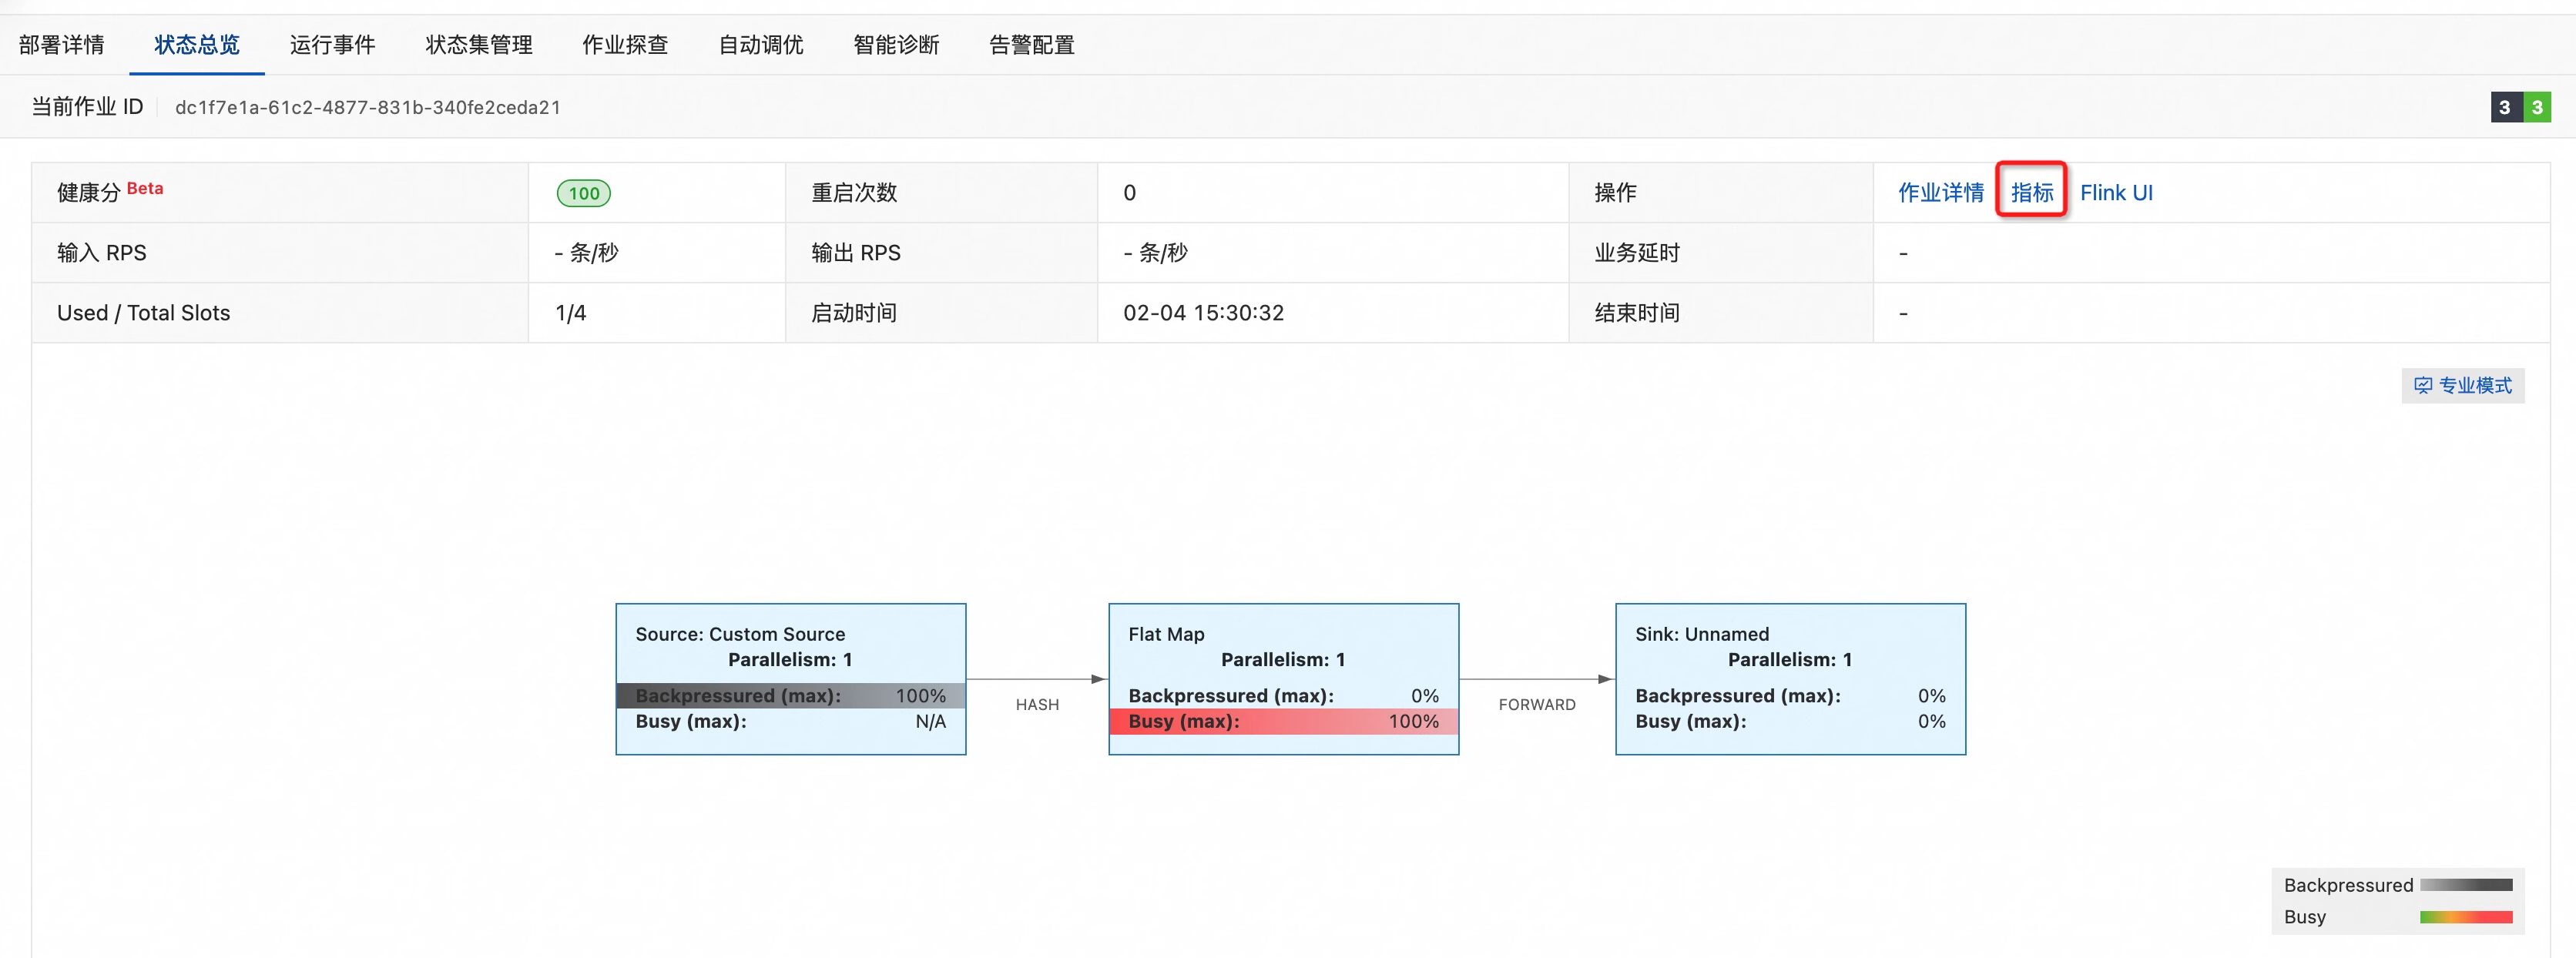 部署详情 状态总览 运行事件 状态集管理 作业探查 自动调优 智能诊断 告警配置
当前作业 ID dc1f7e1a-61c2-4877-831b-340fe2ceda21 3 3
健康分 Beta 100 重启次数 0 操作 作业详情 指标 Flink UI
输入 RPS - 条/秒 输出 RPS - 条/秒 业务延时 -
Used / Total Slots 1/4 启动时间 02-04 15:30:32 结束时间 -
专业模式
Source: Custom Source
Parallelism: 1
Backpressured (max): 100%
Busy (max): N/A
HASH
Flat Map
Parallelism: 1
Backpressured (max): 0%
Busy (max): 100%
FORWARD
Sink: Unnamed
Parallelism: 1
Backpressured (max): 0%
Busy (max): 0%
Backpressured
Busy